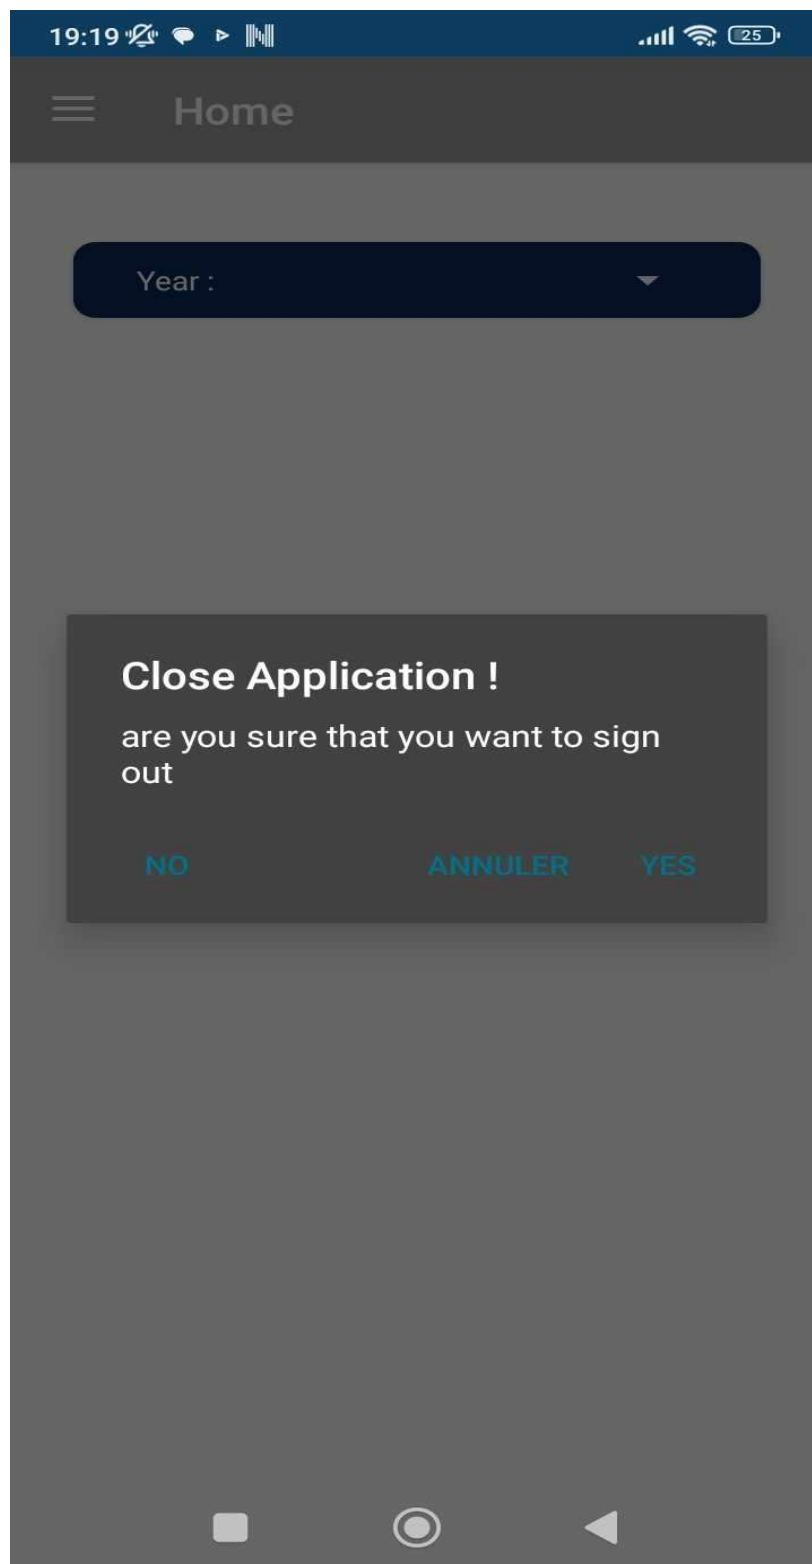 19:19
25
Home
Year :
Close Application !
are you sure that you want to sign
out
NO ANNULER YES